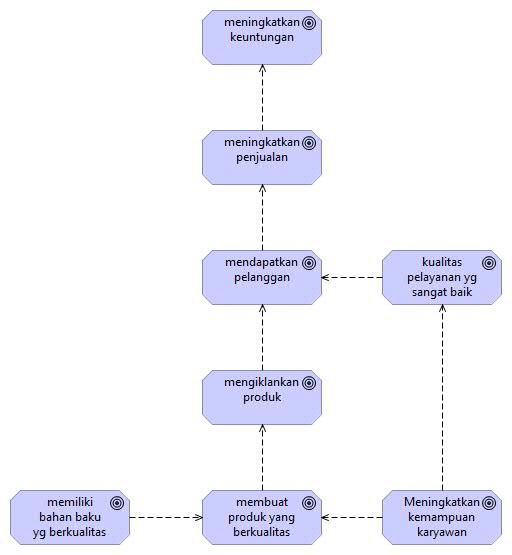 meningkatkan
keuntungan
meningkatkan
penjualan
mendapatkan
pelanggan
kualitas
pelayanan yg
sangat baik
mengiklankan
produk
memiliki
bahan baku
yg berkualitas
membuat
produk yang
berkualitas
Meningkatkan
kemampuan
karyawan